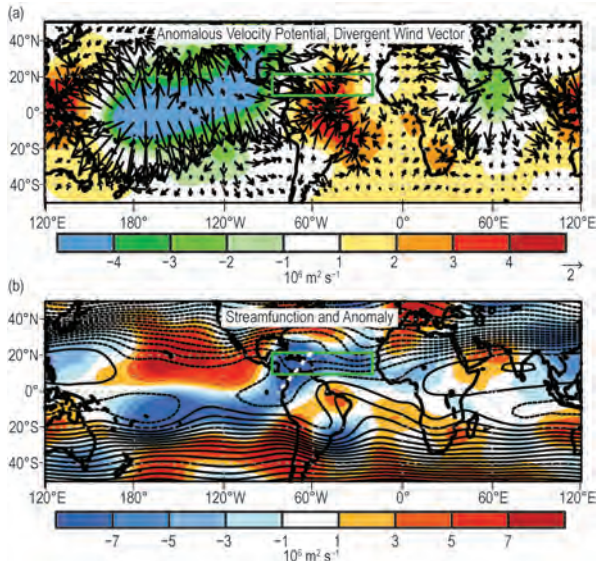 (a)
Anomalous Velocity Potential, Divergent Wind Vector
40°N
20°N
0°
20°S
40°S
120°E 180° 120°W 60°W 0° 60°E 120°E
−4 −3 −2 −1 1 2 3 4
10⁶ m² s⁻¹
2
(b)
Streamfunction and Anomaly
40°N
20°N
0°
20°S
40°S
120°E 180° 120°W 60°W 0° 60°E 120°E
−7 −5 −3 −1 1 3 5 7
10⁶ m² s⁻¹